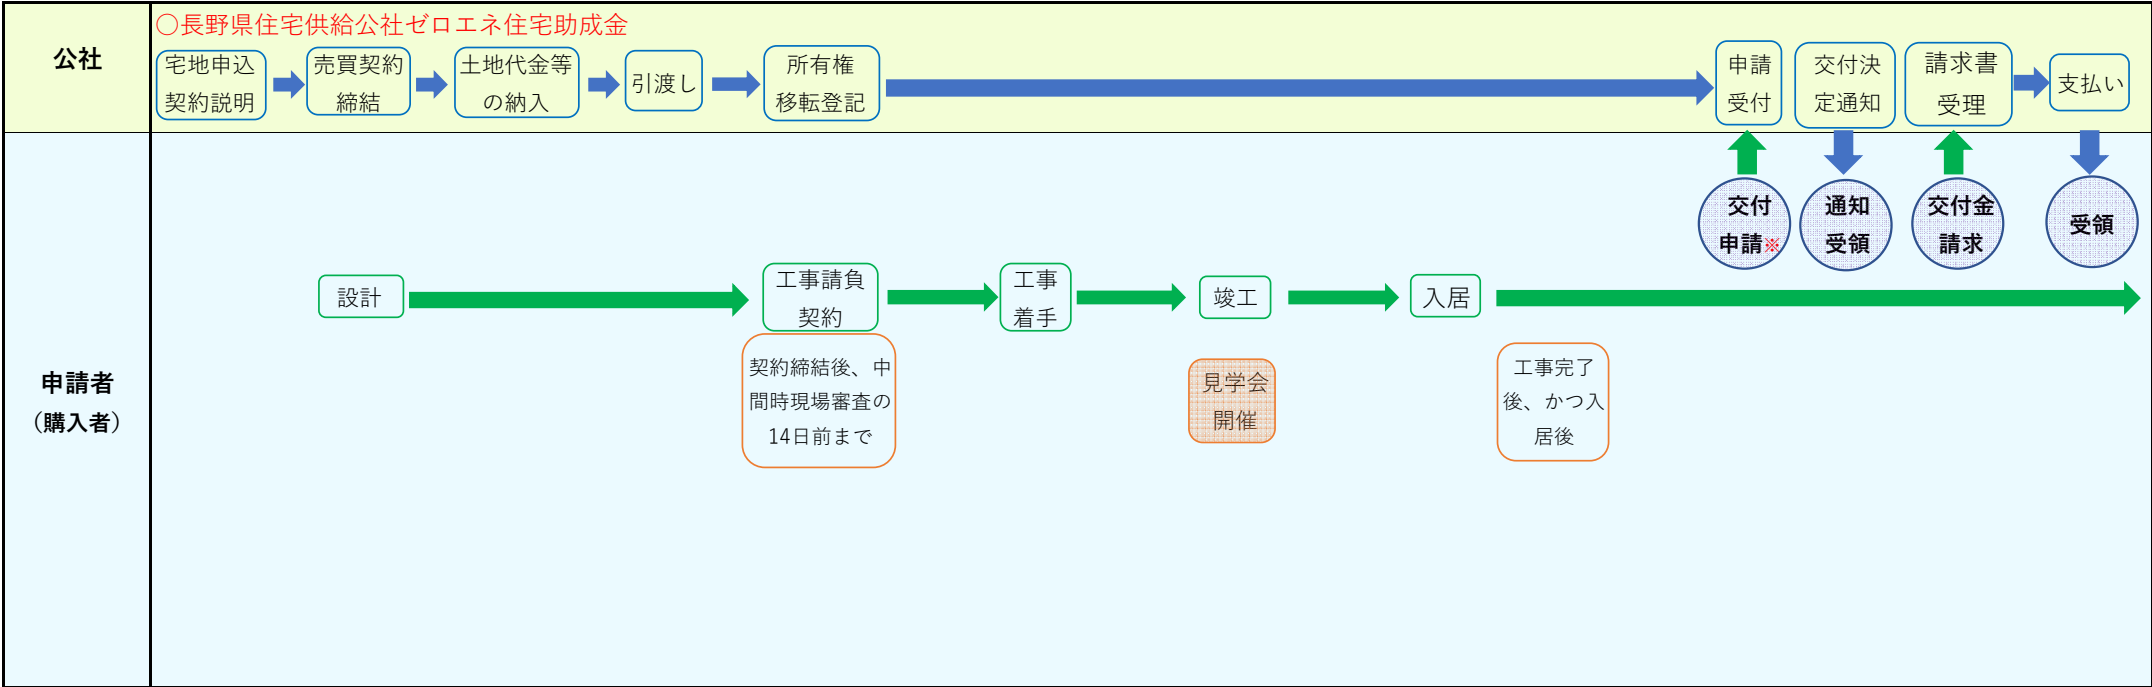 公社
〇長野県住宅供給公社ゼロエネ住宅助成金
宅地申込
契約説明
売買契約
締結
土地代金等
の納入
引渡し
所有権
移転登記
申請
受付
交付決
定通知
請求書
受理
支払い
申請者
（購入者）
交付
申請※
通知
受領
交付金
請求
受領
設計
工事請負
契約
工事
着手
竣工
入居
契約締結後、中
間時現場審査の
14日前まで
見学会
開催
工事完了
後、かつ入
居後